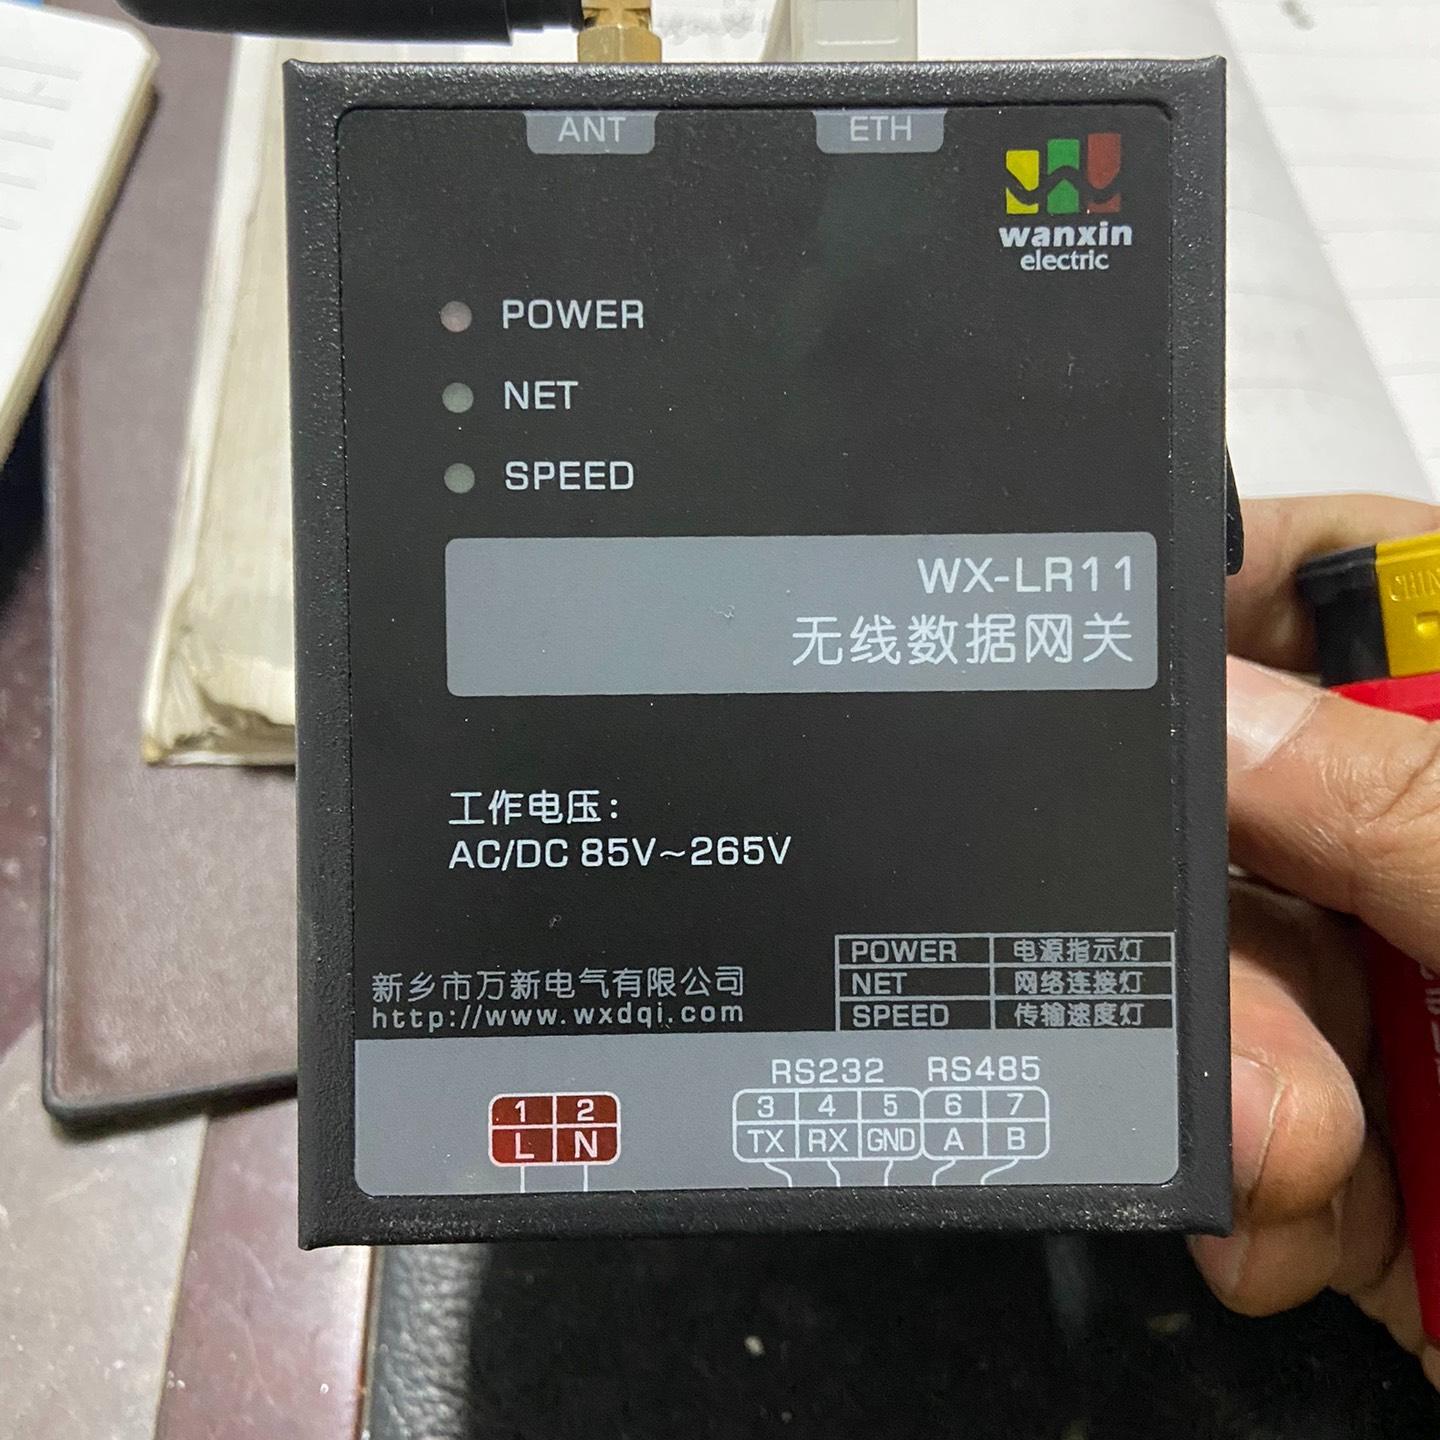 ANT ETH
wanxin
electric
POWER
NET
SPEED
WX-LR11
无线数据网关
工作电压:
AC/DC 85V~265V
POWER 电源指示灯
NET 网络连接灯
SPEED 传输速度灯
新乡市万新电气有限公司
http://www.wxdqi.com
RS232 RS485
1 2 3 4 5 6 7
L N TX RX GND A B